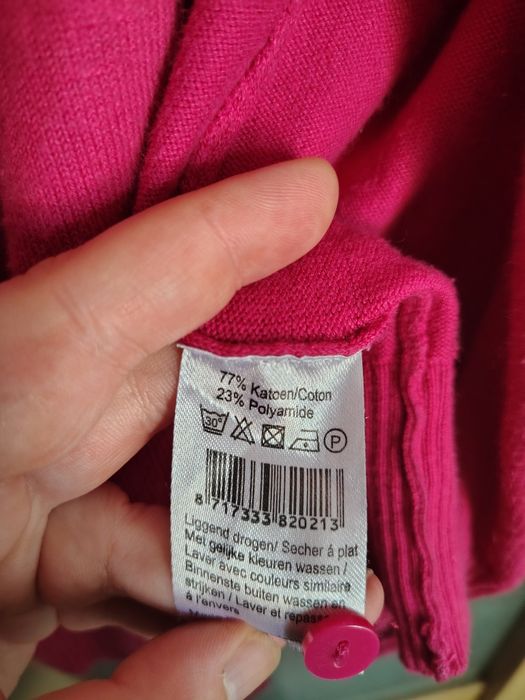 77% Katoen/Coton
23% Polyamide
30° P
8 717333 820213
Liggend drogen/ Sacher á plat
Met gelijke kleuren wassen /
Laver avec couleurs similaire
Binnenste buiten wassen en
strijken / Laver et repasser
á l'envers